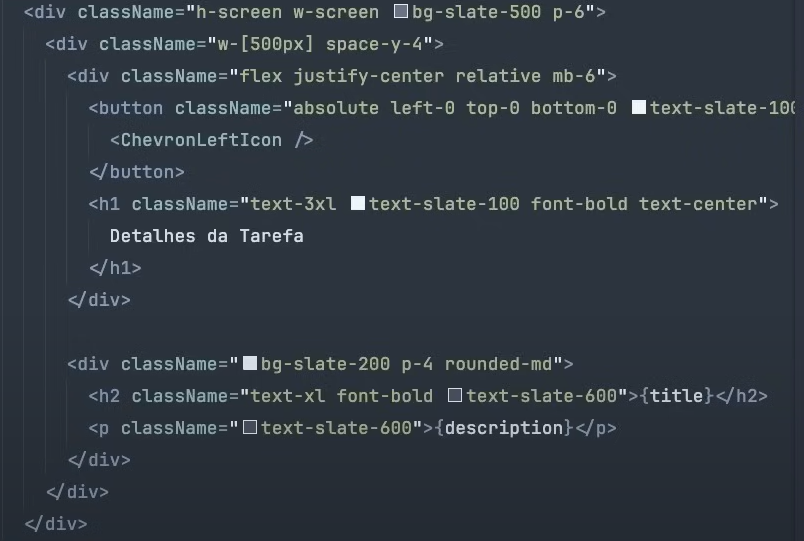 <div className="h-screen w-screen bg-slate-500 p-6">
<div className="w-[500px] space-y-4">
<div className="flex justify-center relative mb-6">
<button className="absolute left-0 top-0 bottom-0 text-slate-100
<ChevronLeftIcon />
</button>
<h1 className="text-3xl text-slate-100 font-bold text-center">
Detalhes da Tarefa
</h1>
</div>
<div className="bg-slate-200 p-4 rounded-md">
<h2 className="text-xl font-bold text-slate-600">{title}</h2>
<p className="text-slate-600">{description}</p>
</div>
</div>
</div>